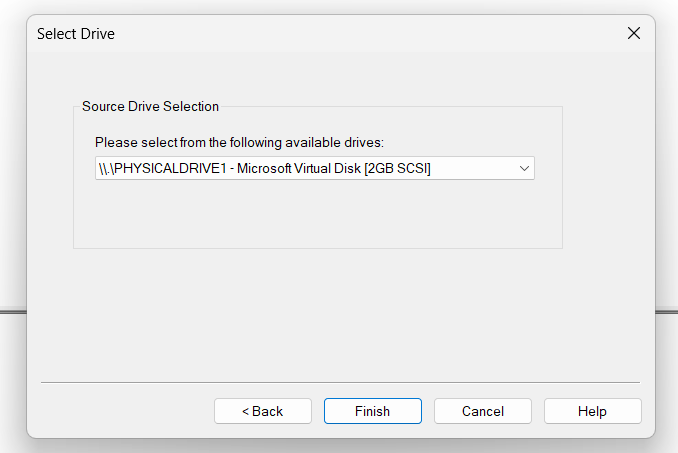 Select Drive
Source Drive Selection
Please select from the following available drives:
\\.\PHYSICALDRIVE1 - Microsoft Virtual Disk [2GB SCSI]
< Back Finish Cancel Help